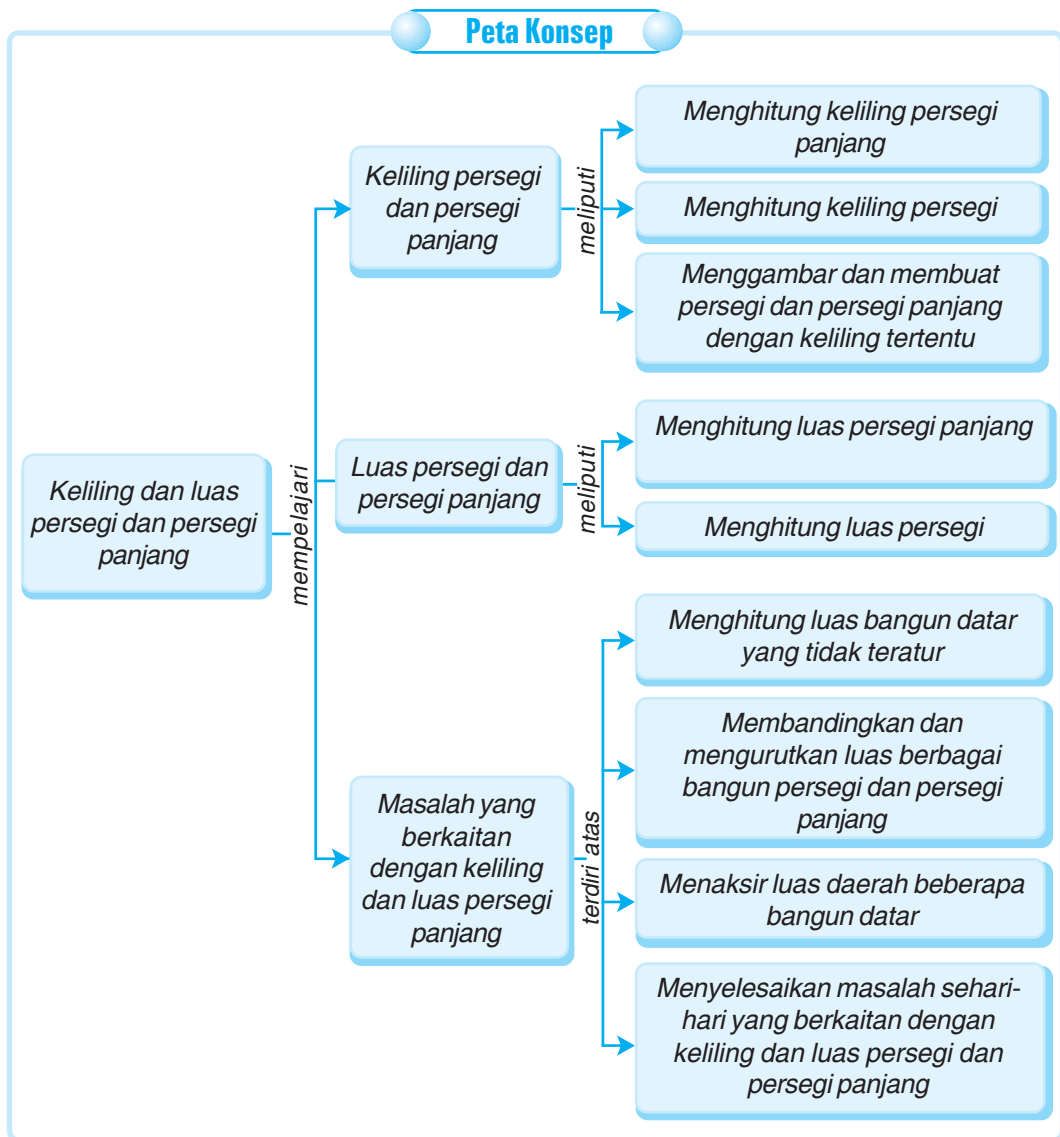 Peta Konsep
Keliling dan luas
persegi dan persegi
panjang
mempelajari
Keliling persegi
dan persegi
panjang
meliputi
Menghitung keliling persegi
panjang
Menghitung keliling persegi
Menggambar dan membuat
persegi dan persegi panjang
dengan keliling tertentu
Luas persegi dan
persegi panjang
meliputi
Menghitung luas persegi panjang
Menghitung luas persegi
Masalah yang
berkaitan
dengan keliling
dan luas persegi
panjang
terdiri atas
Menghitung luas bangun datar
yang tidak teratur
Membandingkan dan
mengurutkan luas berbagai
bangun persegi dan persegi
panjang
Menaksir luas daerah beberapa
bangun datar
Menyelesaikan masalah sehari-
hari yang berkaitan dengan
keliling dan luas persegi dan
persegi panjang